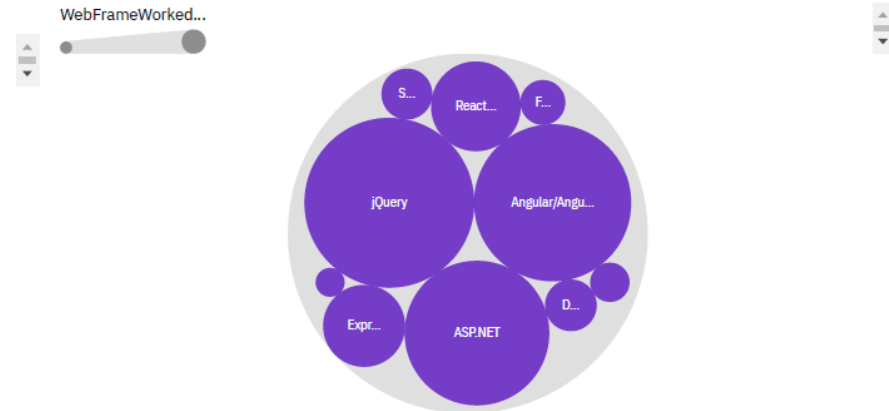 WebFrameWorked...
S...
React...
F...
jQuery
Angular/Angu...
D...
Expr...
ASP.NET